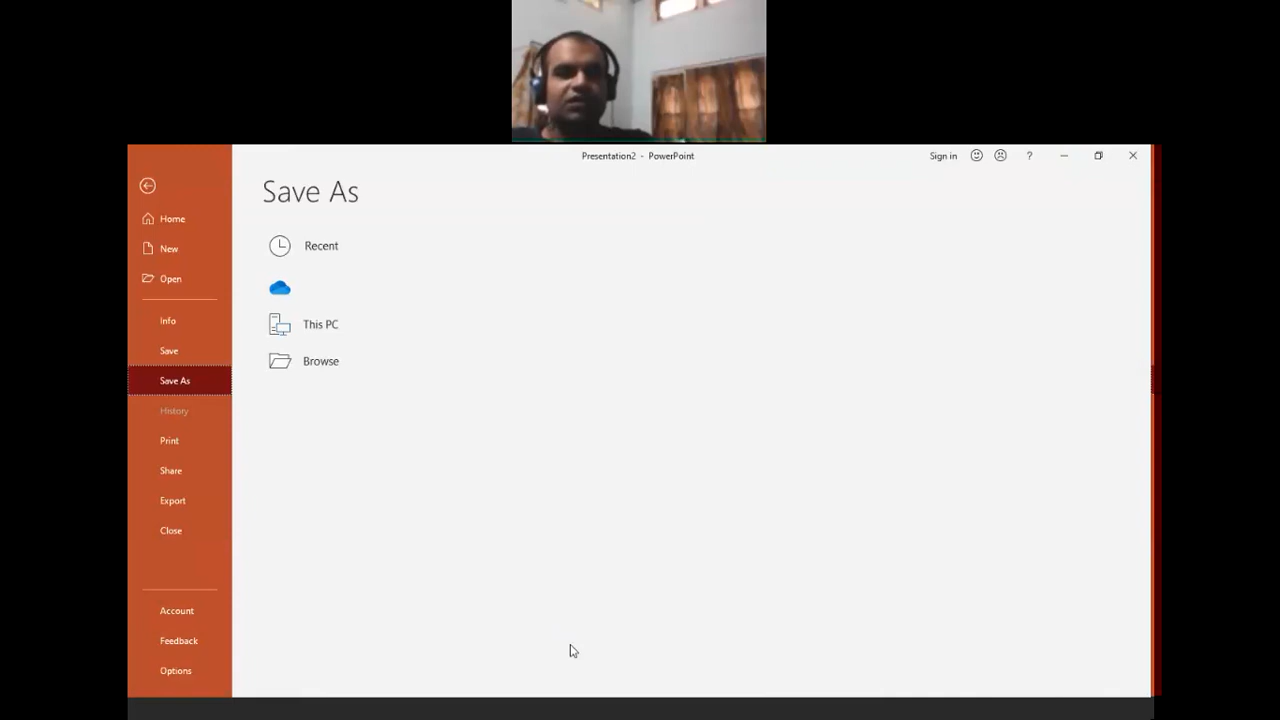 Presentation2 - PowerPoint
Sign in
?
Save As
Home
New
Open
Info
Save
Save As
History
Print
Share
Export
Close
Account
Feedback
Options
Recent
This PC
Browse